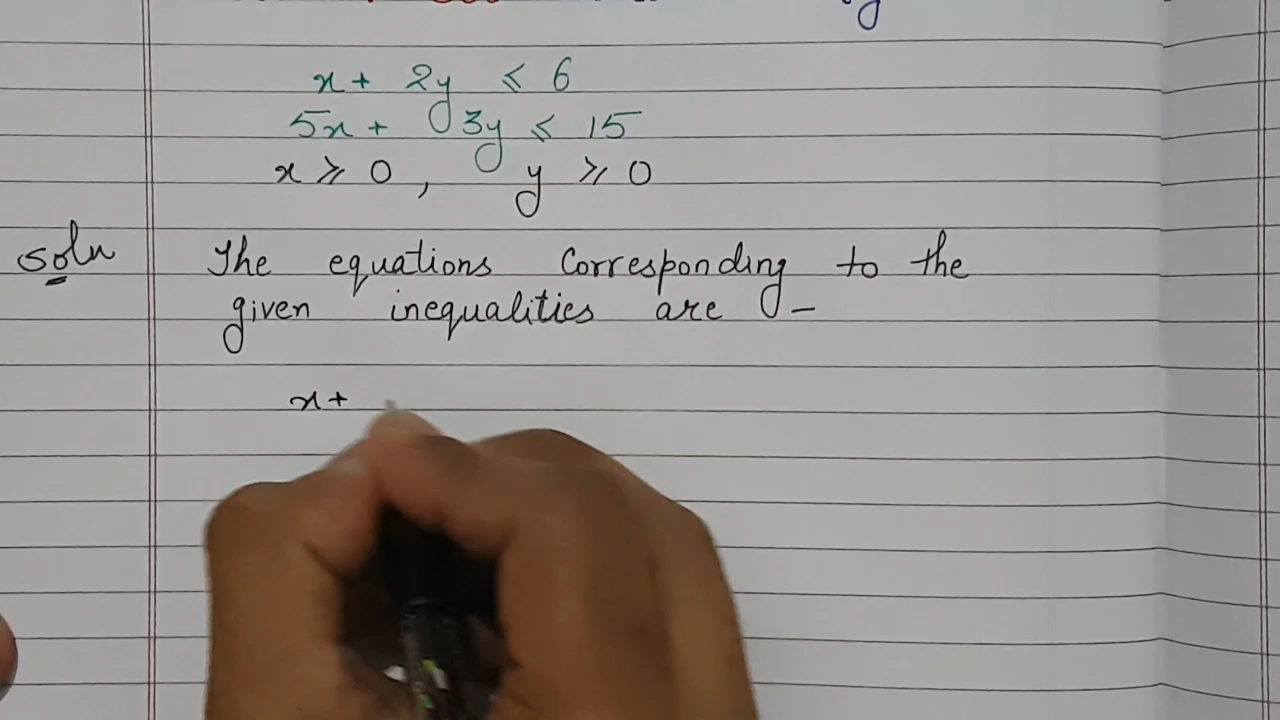 x + 2y ≤ 6
5x + 3y ≤ 15
x ≥ 0, y ≥ 0
Soln The equations corresponding to the
given inequalities are -
x +